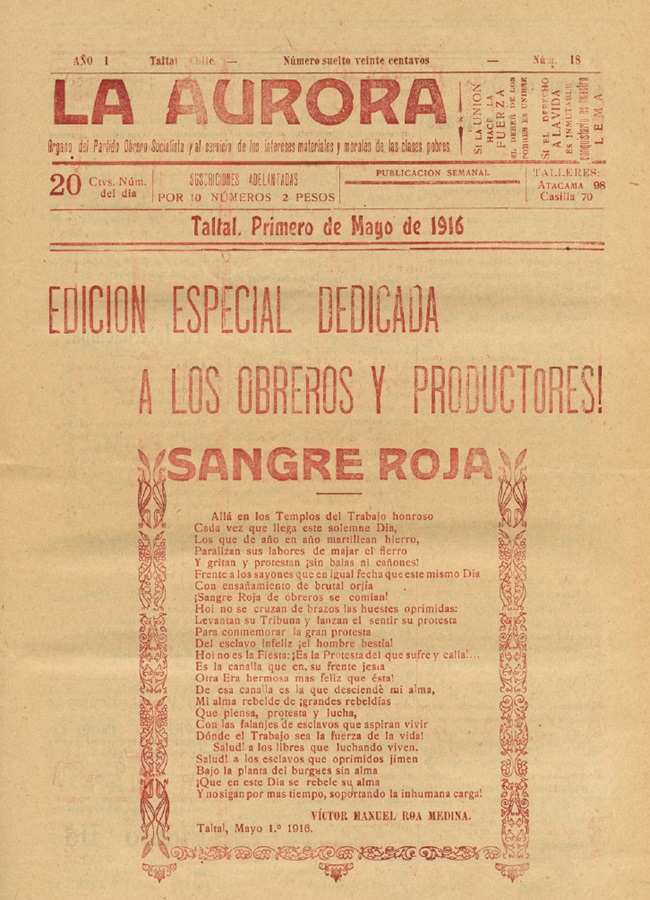 AÑO I Taltal Chile. — Número suelto veinte centavos — Núm. 18
LA AURORA
Organo del Partido Obrero Socialista y al servicio de los intereses materiales y morales de las clases pobres.
SI LA UNION
HACE LA
FUERZA
EL DEBER DE LOS
POBRES ES UNIRSE
SI EL DERECHO
A LA VIDA
ES INMUTABLE
conquistarlo es nuestro
LEMA
20 Ctvs. Núm.
del dia
SUSCRICIONES ADELANTADAS
POR 10 NÚMEROS 2 PESOS
PUBLICACION SEMANAL
TALLERES:
ATACAMA 98
Casilla 70
Taltal, Primero de Mayo de 1916
EDICION ESPECIAL DEDICADA
A LOS OBREROS Y PRODUCTORES!
SANGRE ROJA
Allá en los Templos del Trabajo honroso
Cada vez que llega este solemne Dia,
Los que de año en año martillean hierro,
Paralizan sus labores de majar el fierro
Y gritan y protestan ¡sin balas ni cañones!
Frente a los sayones que en igual fecha que este mismo Dia
Con ensañamiento de brutal orjía
¡Sangre Roja de obreros se comian!
Hoi no se cruzan de brazos las huestes oprimidas:
Levantan su Tribuna y lanzan el sentir su protesta
Para conmemorar la gran protesta
Del esclavo infeliz ¡el hombre bestia!
Hoi no es la Fiesta: ¡Es la Protesta del que sufre y calla!...
Es la canalla que en su frente jesta
Otra Era hermosa mas feliz que ésta!
De esa canalla es la que desciende mi alma,
Mi alma rebelde de ¡grandes rebeldías
Que piensa, protesta y lucha,
Con las falanjes de esclavos que aspiran vivir
Dónde el Trabajo sea la fuerza de la vida!
Salud! a los libres que luchando viven.
Salud! a los esclavos que oprimidos jimen
Bajo la planta del burgues sin alma
¡Que en este Dia se rebele su alma
Y no sigan por mas tiempo, soportando la inhumana carga!
VÍCTOR MANUEL ROA MEDINA.
Taltal, Mayo 1.º 1916.